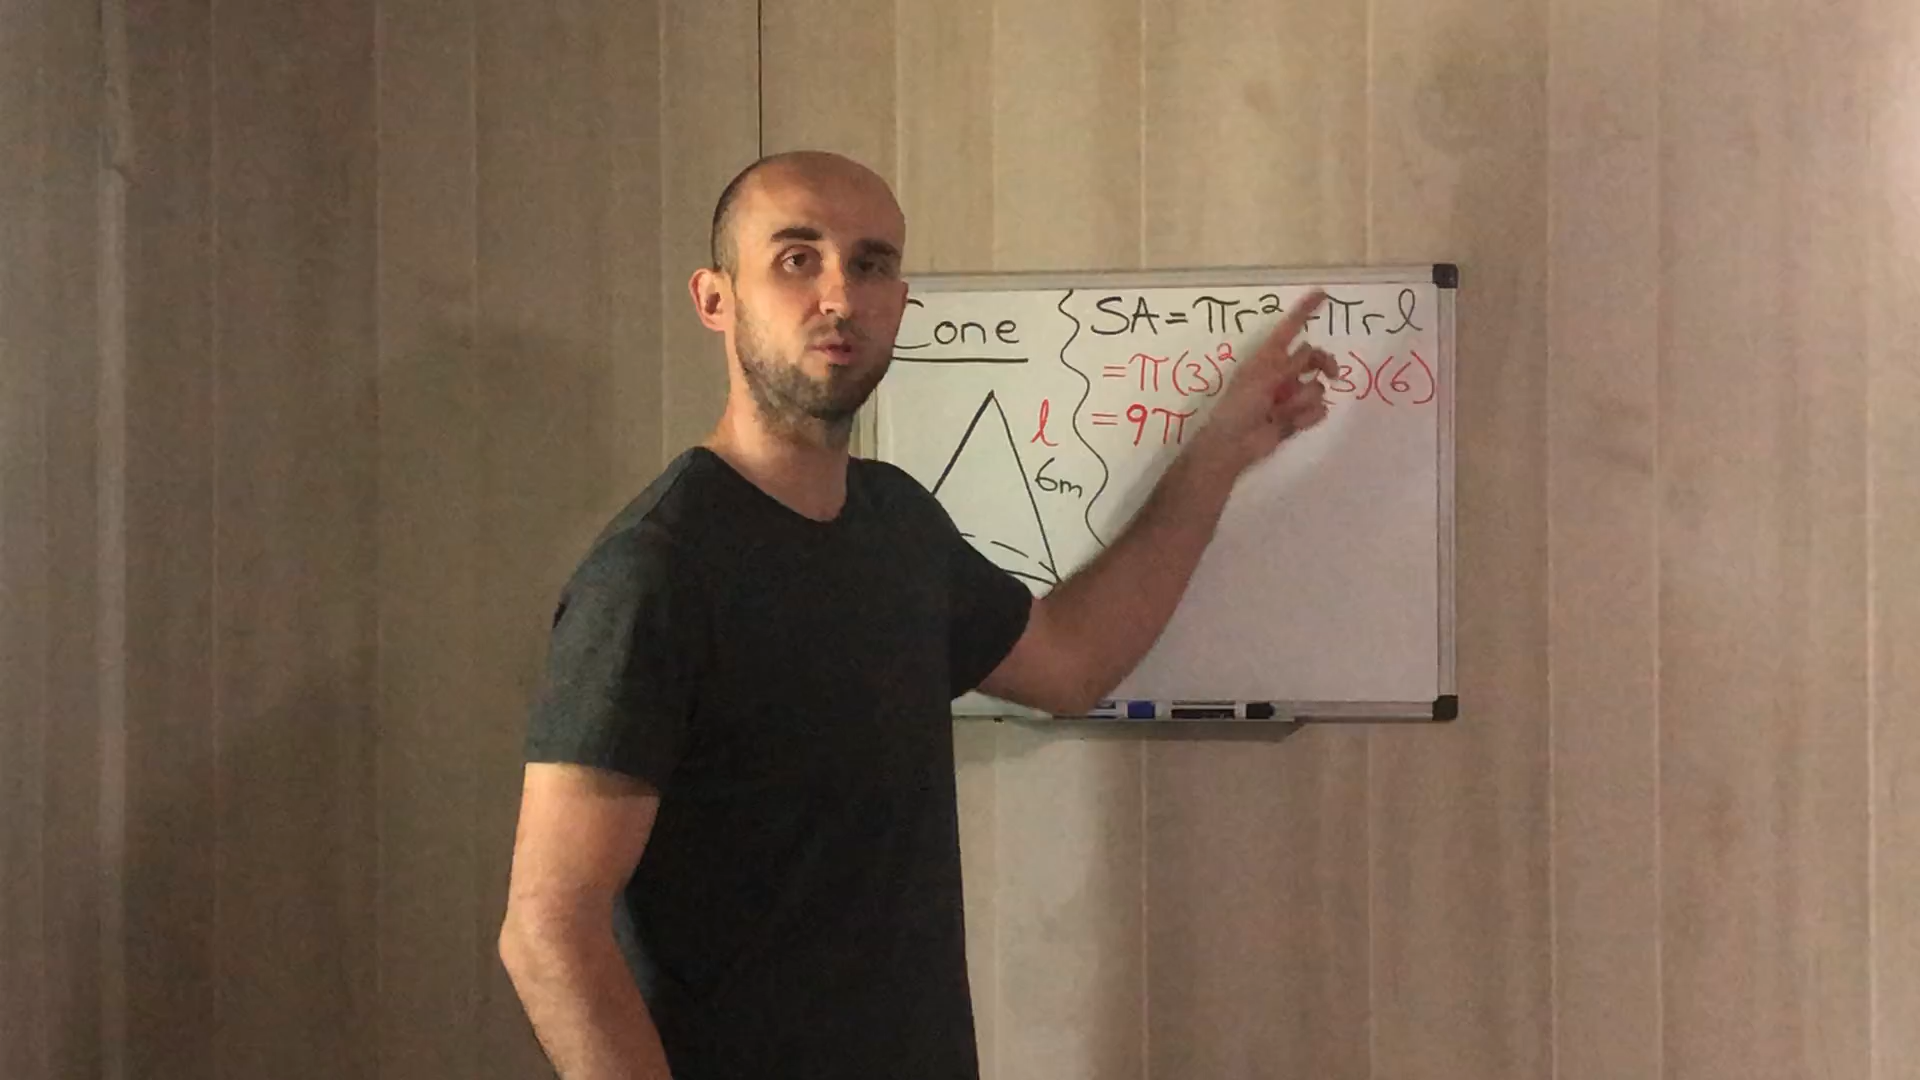 Cone
SA = πr² + πrl
= π(3)² 3)(6)
= 9π
l
6m